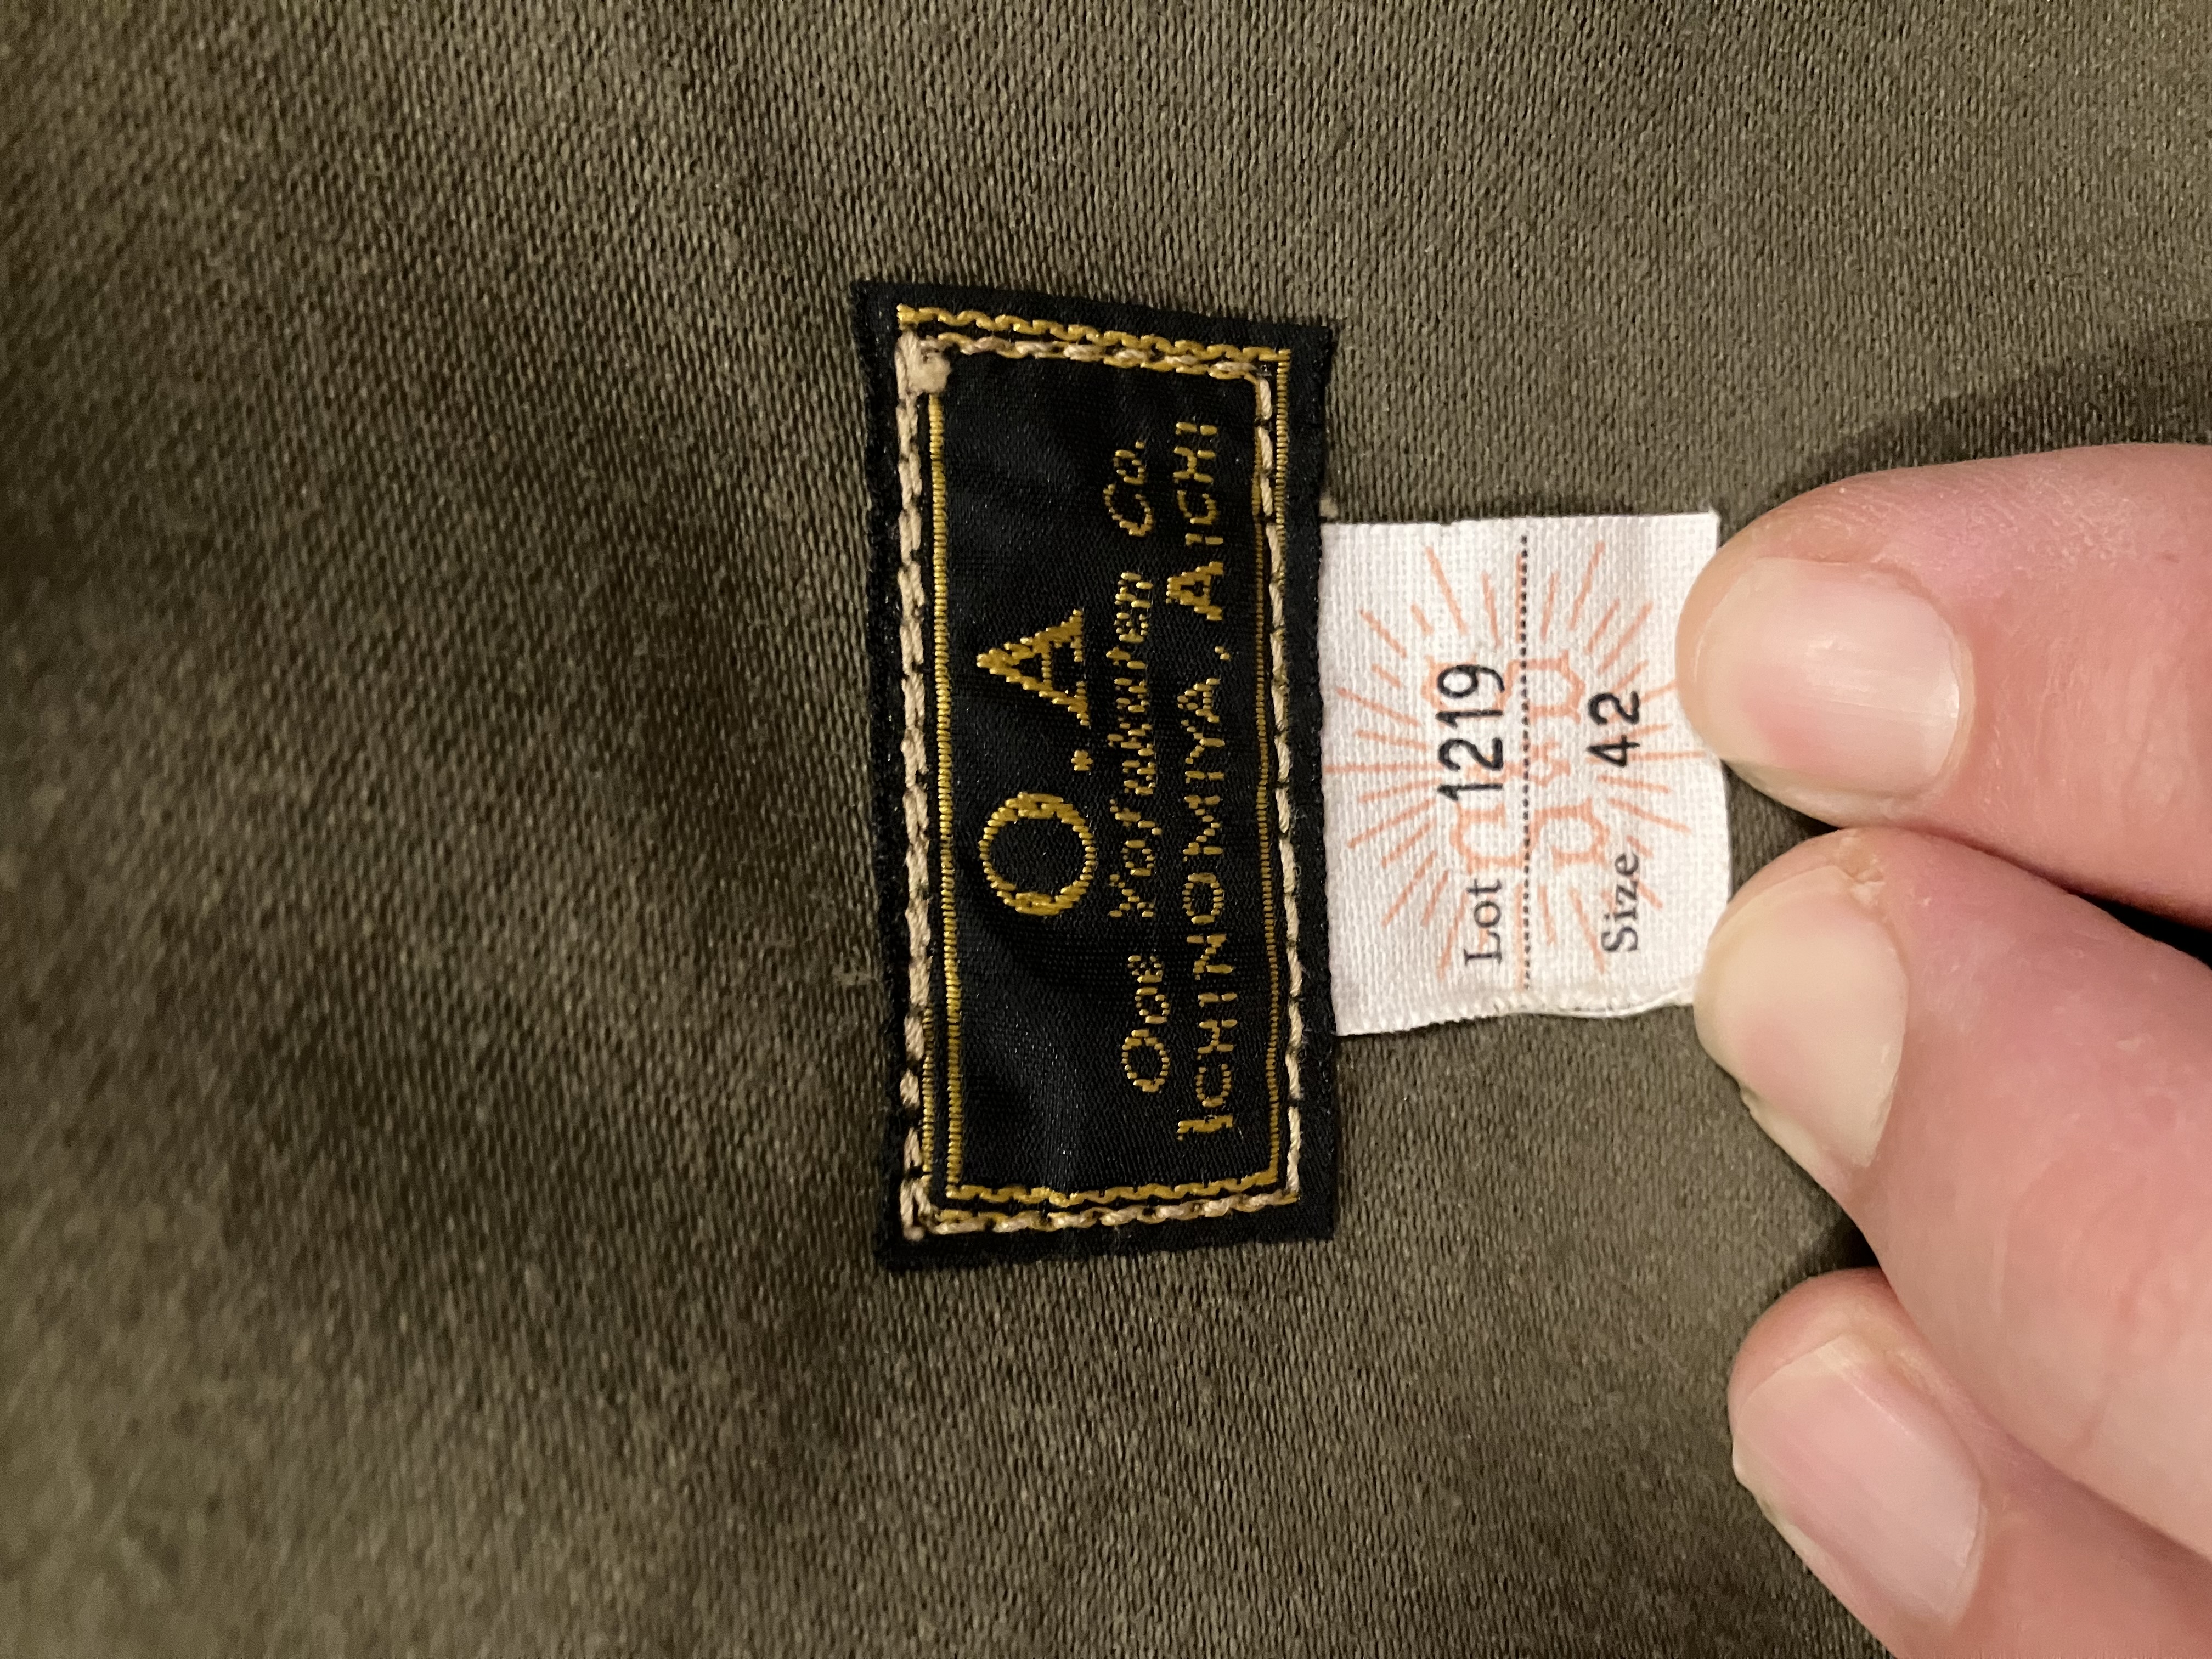 O.A
Ooe Yofukuten Co.
ICHINOMIYA, AICHI
Lot 1219
Size 42